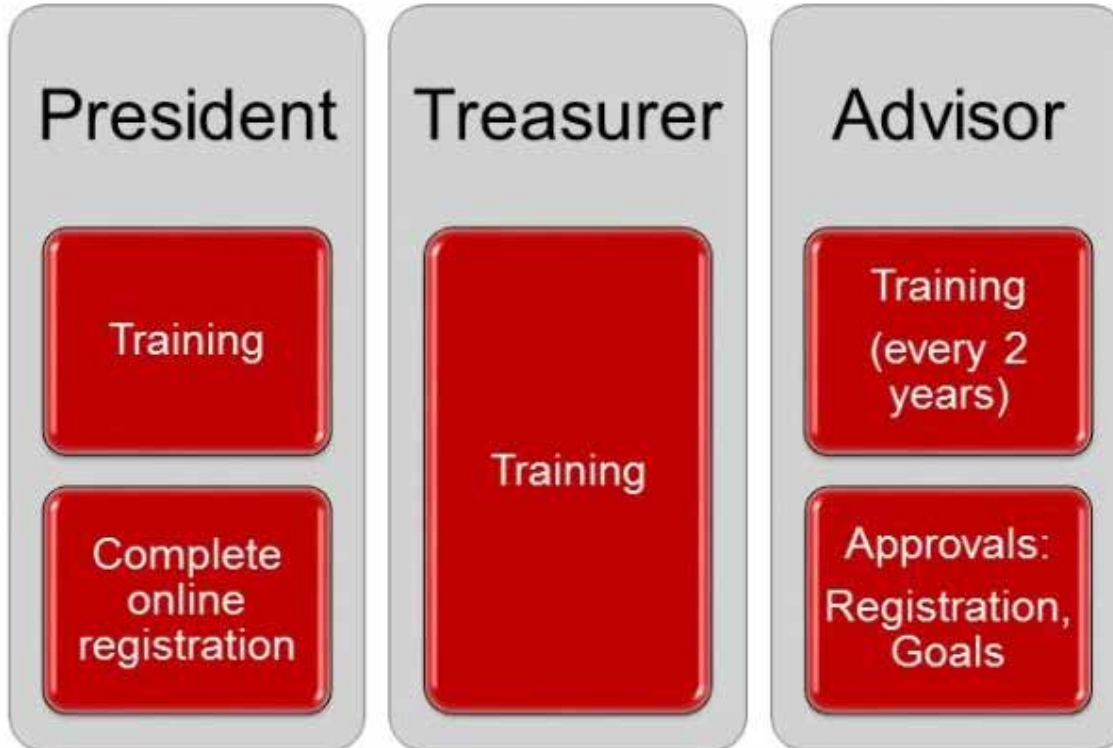 President
Training
Complete
online
registration
Treasurer
Training
Advisor
Training
(every 2
years)
Approvals:
Registration,
Goals